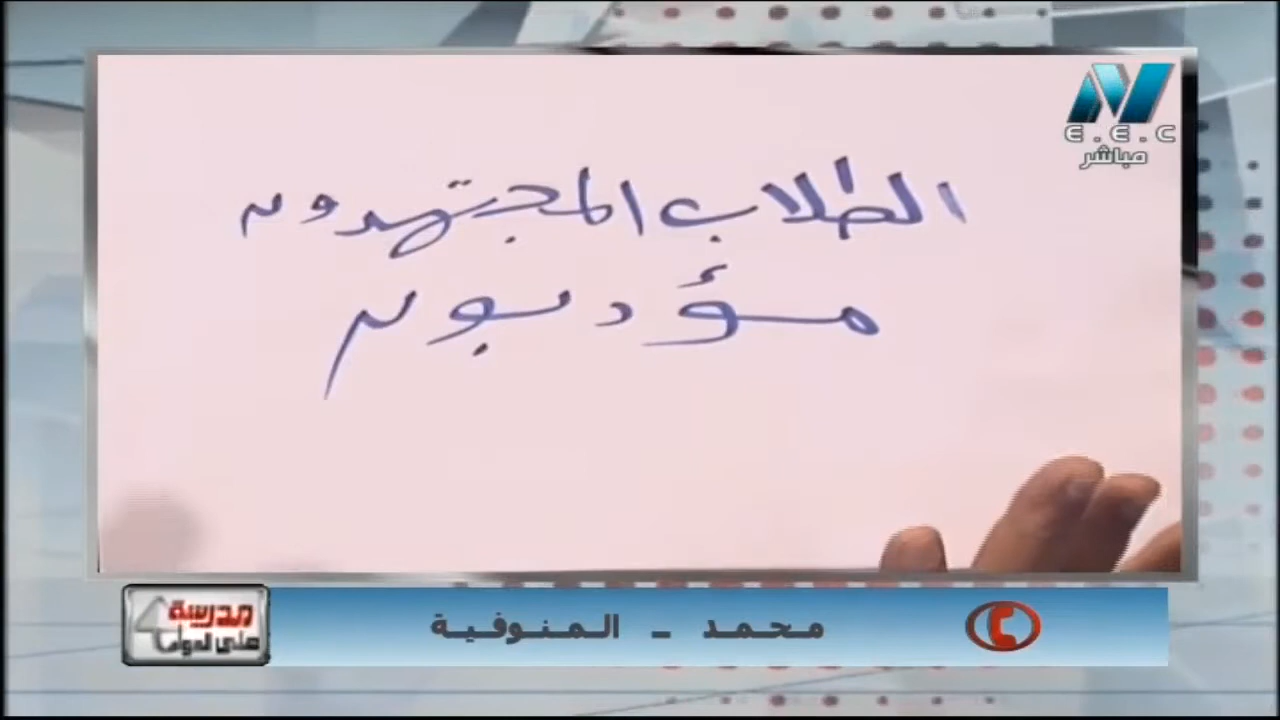 E.E.C
مباشر
الطلاب المجتهدون
مؤدبون
محمد - المنوفية
مدرسة
على الهواء